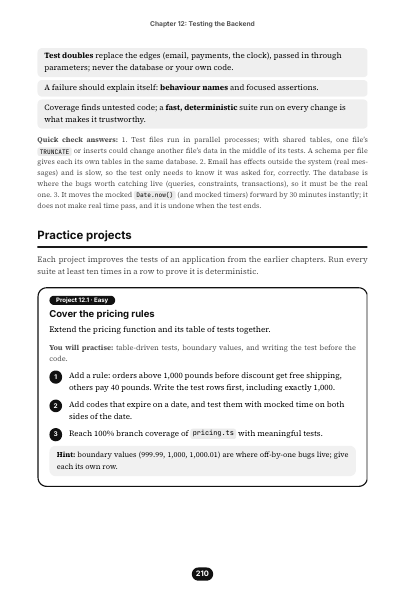 Chapter 12: Testing the Backend
Test doubles replace the edges (email, payments, the clock), passed in through
parameters; never the database or your own code.
A failure should explain itself: behaviour names and focused assertions.
Coverage finds untested code; a fast, deterministic suite run on every change is
what makes it trustworthy.
Quick check answers: 1. Test files run in parallel processes; with shared tables, one file's
TRUNCATE or inserts could change another file's data in the middle of its tests. A schema per file
gives each its own tables in the same database. 2. Email has effects outside the system (real mes-
sages) and is slow, so the test only needs to know it was asked for, correctly. The database is
where the bugs worth catching live (queries, constraints, transactions), so it must be the real
one. 3. It moves the mocked Date.now() (and mocked timers) forward by 30 minutes instantly; it
does not make real time pass, and it is undone when the test ends.
Practice projects
Each project improves the tests of an application from the earlier chapters. Run every
suite at least ten times in a row to prove it is deterministic.
Project 12.1 · Easy
Cover the pricing rules
Extend the pricing function and its table of tests together.
You will practise: table-driven tests, boundary values, and writing the test before the
code.
1 Add a rule: orders above 1,000 pounds before discount get free shipping,
others pay 40 pounds. Write the test rows first, including exactly 1,000.
2 Add codes that expire on a date, and test them with mocked time on both
sides of the date.
3 Reach 100% branch coverage of pricing.ts with meaningful tests.
Hint: boundary values (999.99, 1,000, 1,000.01) are where off-by-one bugs live; give
each its own row.
210